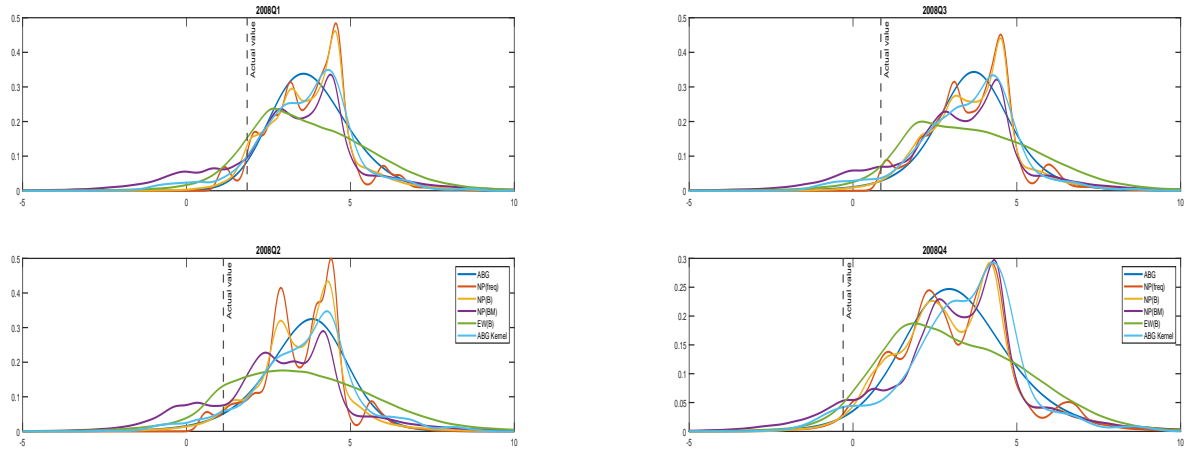 2008Q1
0.5
0.4
0.3
0.2
0.1
0
-5
0
5
10
Actual value
2008Q3
0.5
0.4
0.3
0.2
0.1
0
-5
0
5
10
Actual value
2008Q2
0.5
0.4
0.3
0.2
0.1
0
-5
0
5
10
Actual value
ABG
NP(freq)
NP(B)
NP(BM)
EW(B)
ABG Kernel
2008Q4
0.3
0.25
0.2
0.15
0.1
0.05
0
-5
0
5
10
Actual value
ABG
NP(freq)
NP(B)
NP(BM)
EW(B)
ABG Kernel